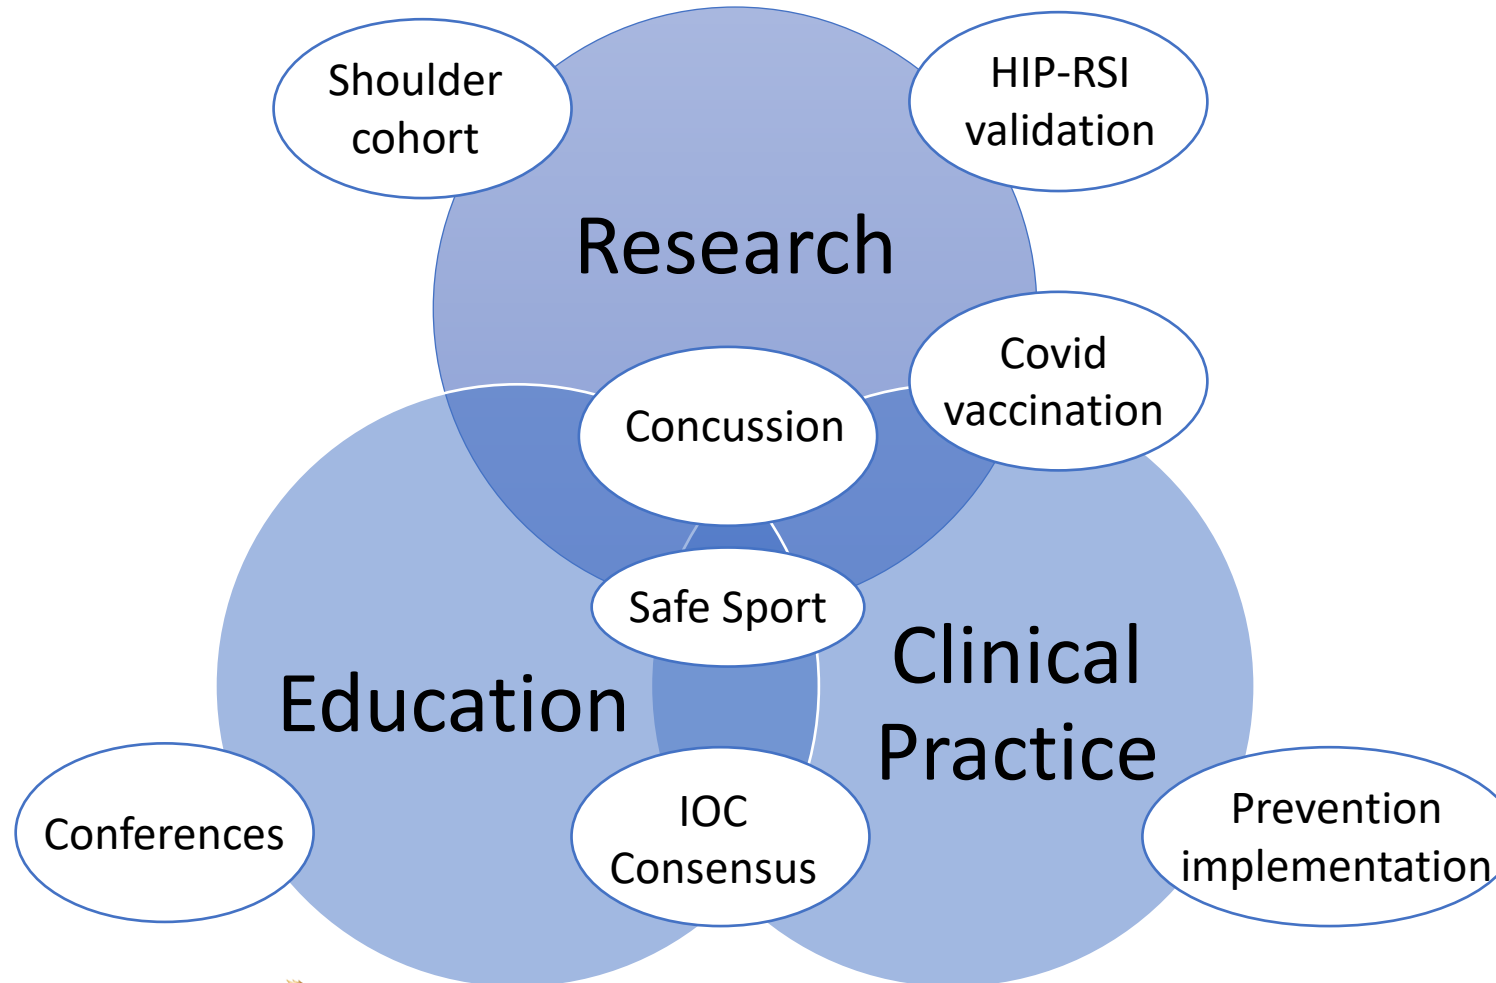 Shoulder
cohort
HIP-RSI
validation
Research
Covid
vaccination
Concussion
Safe Sport
Education
Clinical
Practice
Conferences
IOC
Consensus
Prevention
implementation